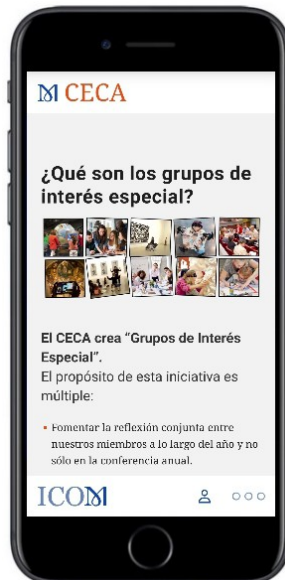 M CECA
¿Qué son los grupos de
interés especial?
El CECA crea “Grupos de Interés
Especial”.
El propósito de esta iniciativa es
múltiple:
• Fomentar la reflexión conjunta entre
nuestros miembros a lo largo del año y no
sólo en la conferencia anual.
ICOM